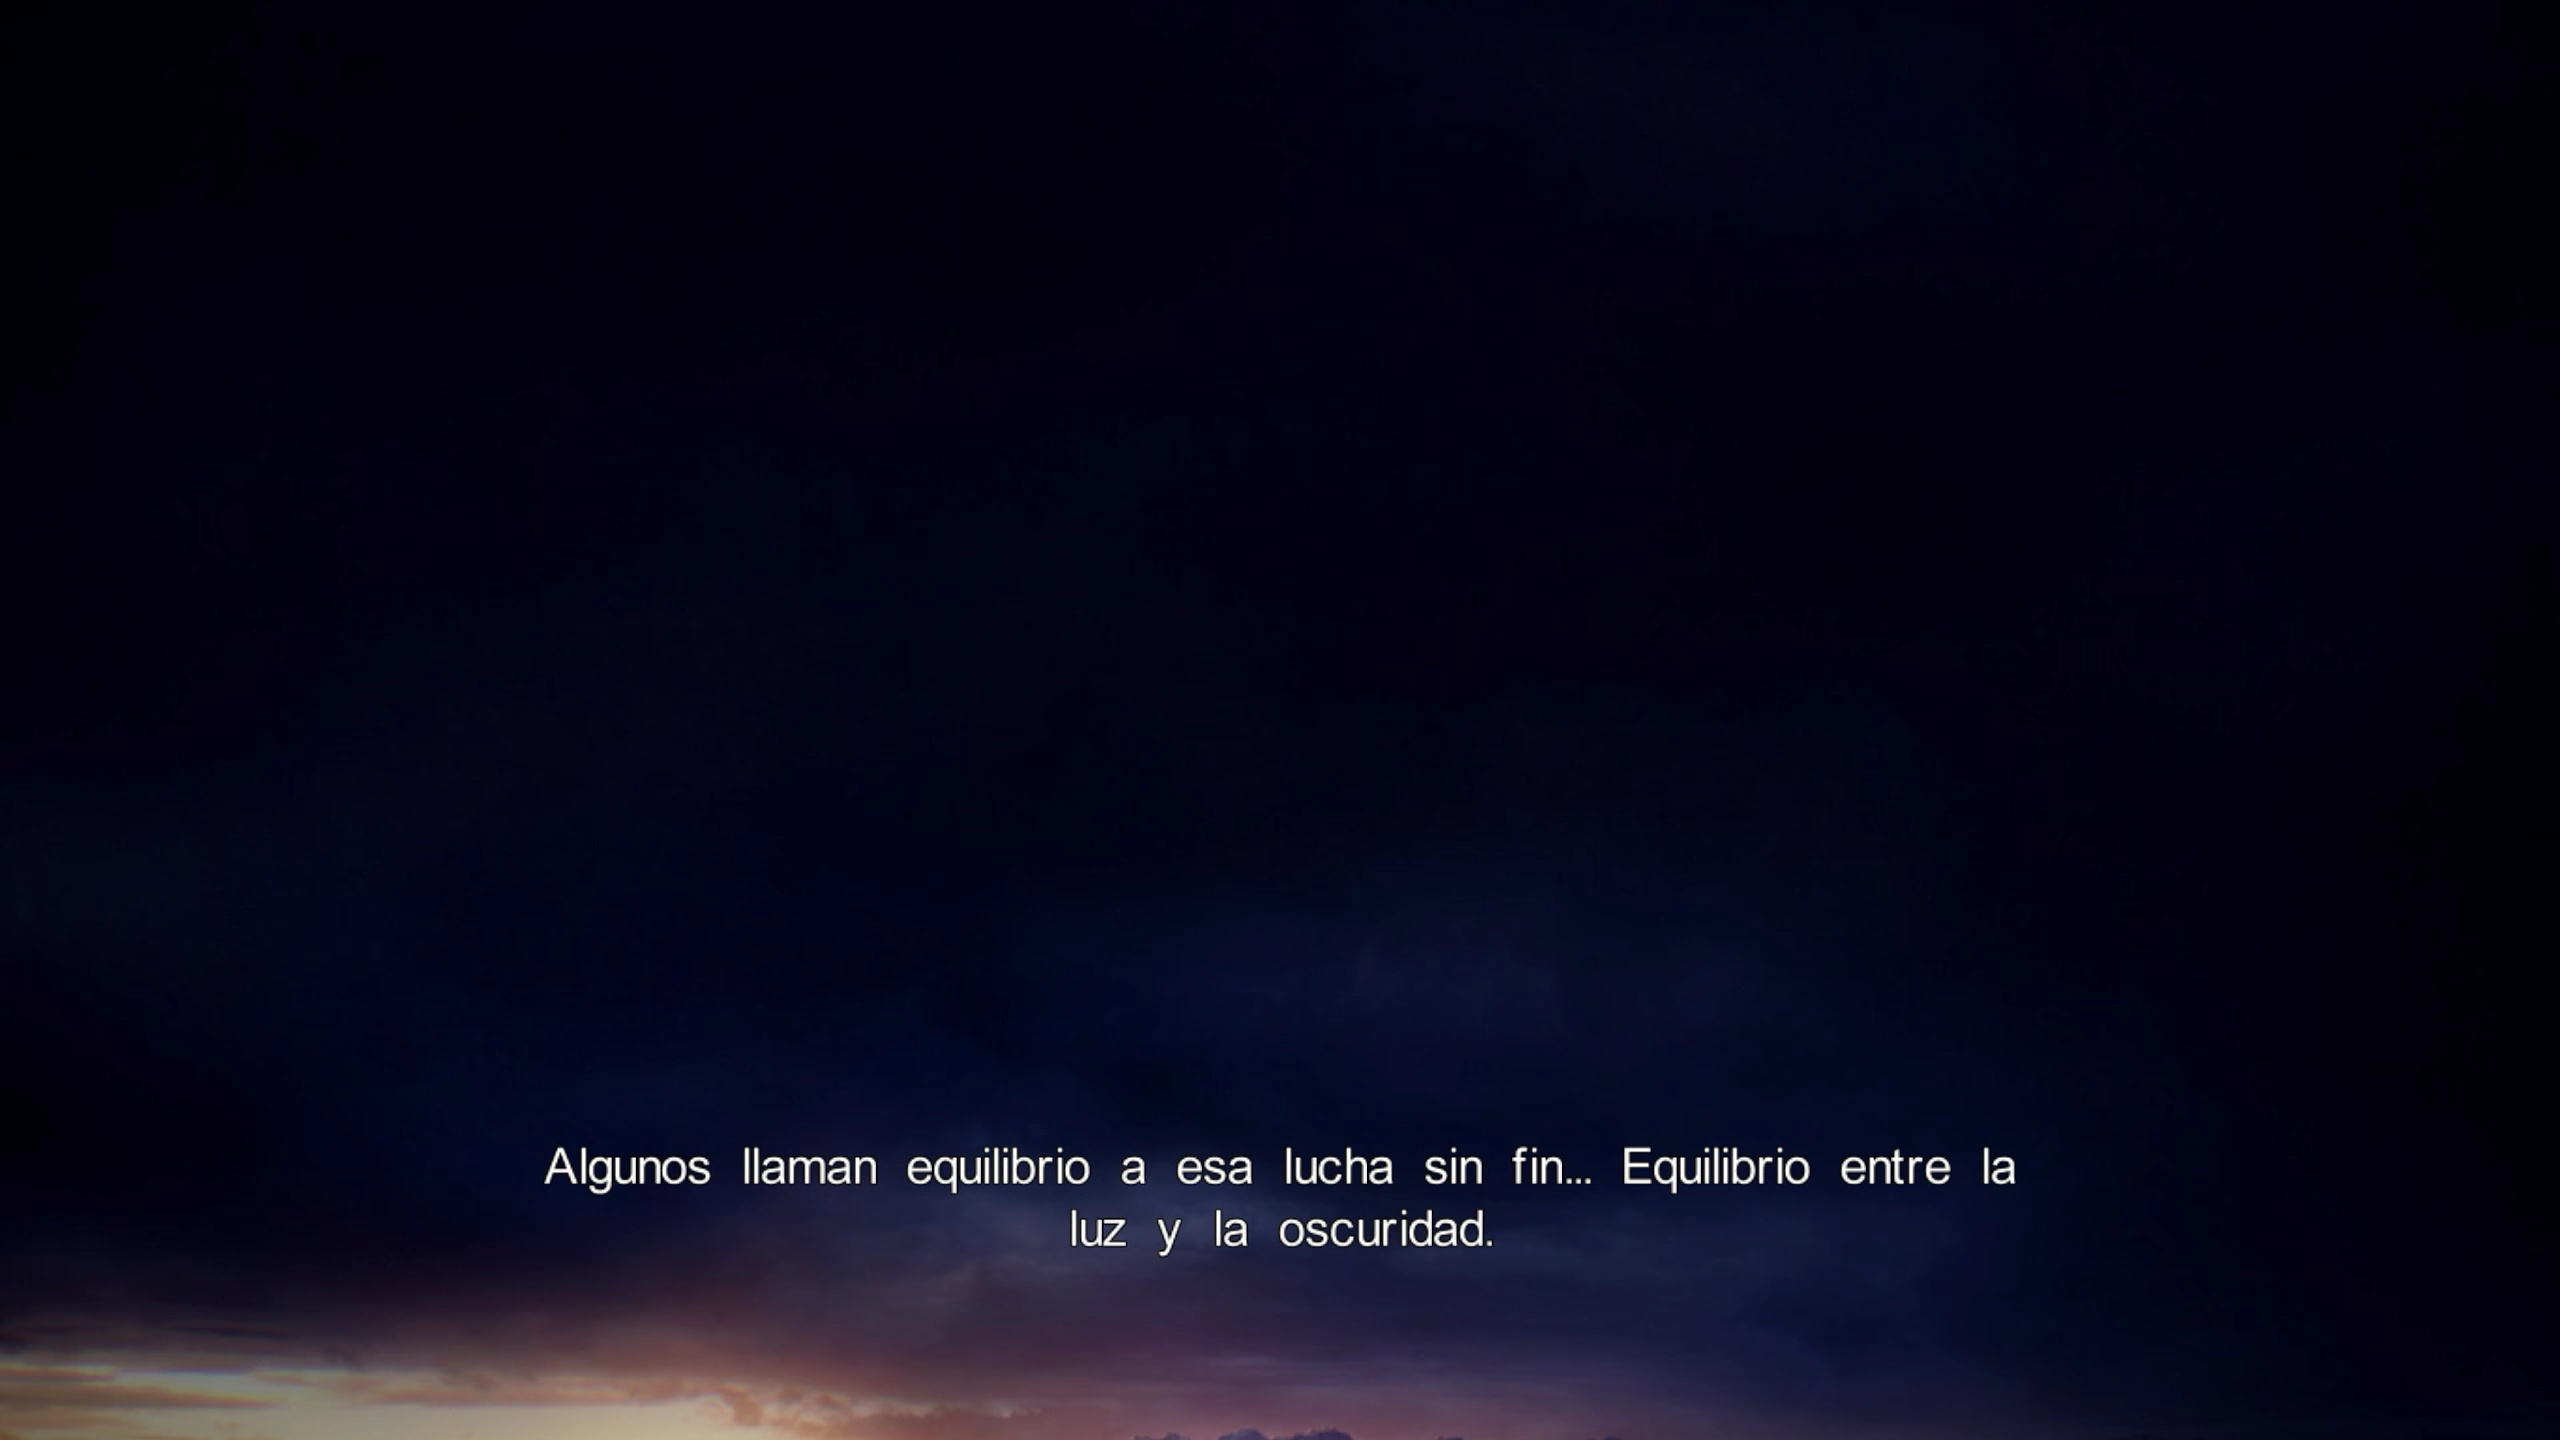 Algunos llaman equilibrio a esa lucha sin fin... Equilibrio entre la
luz y la oscuridad.